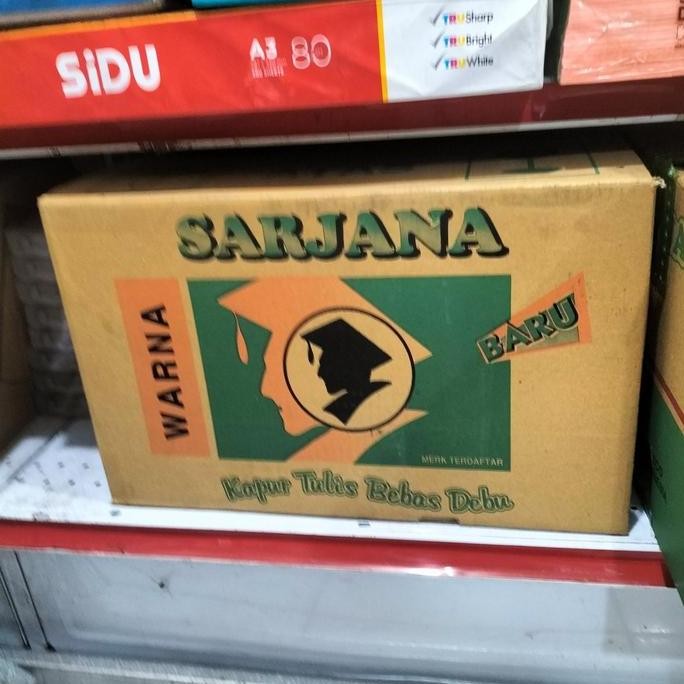 SiDU
A3
80
TRUSharp
TRUBright
TRUWhite
SARJANA
WARNA
BARU
MERK TERDAFTAR
Kapur Tulis Bebas Debu